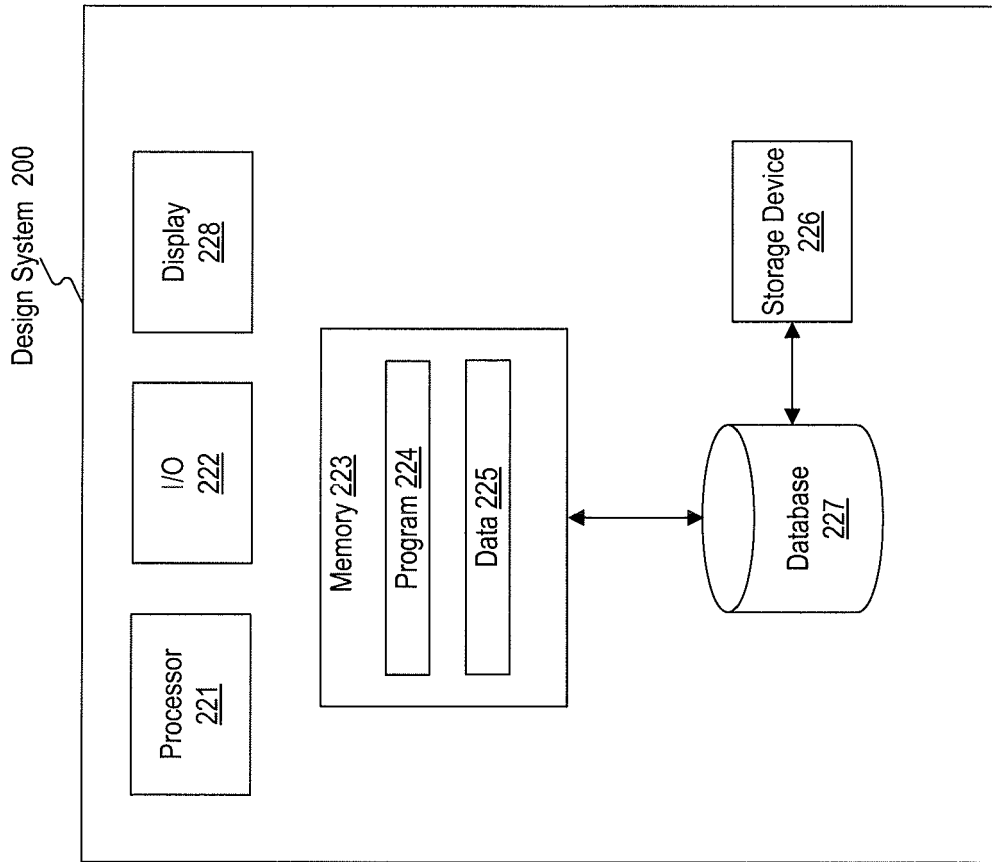 Design System 200
Processor
221
I/O
222
Display
228
Memory 223
Program 224
Data 225
Database
227
Storage Device
226